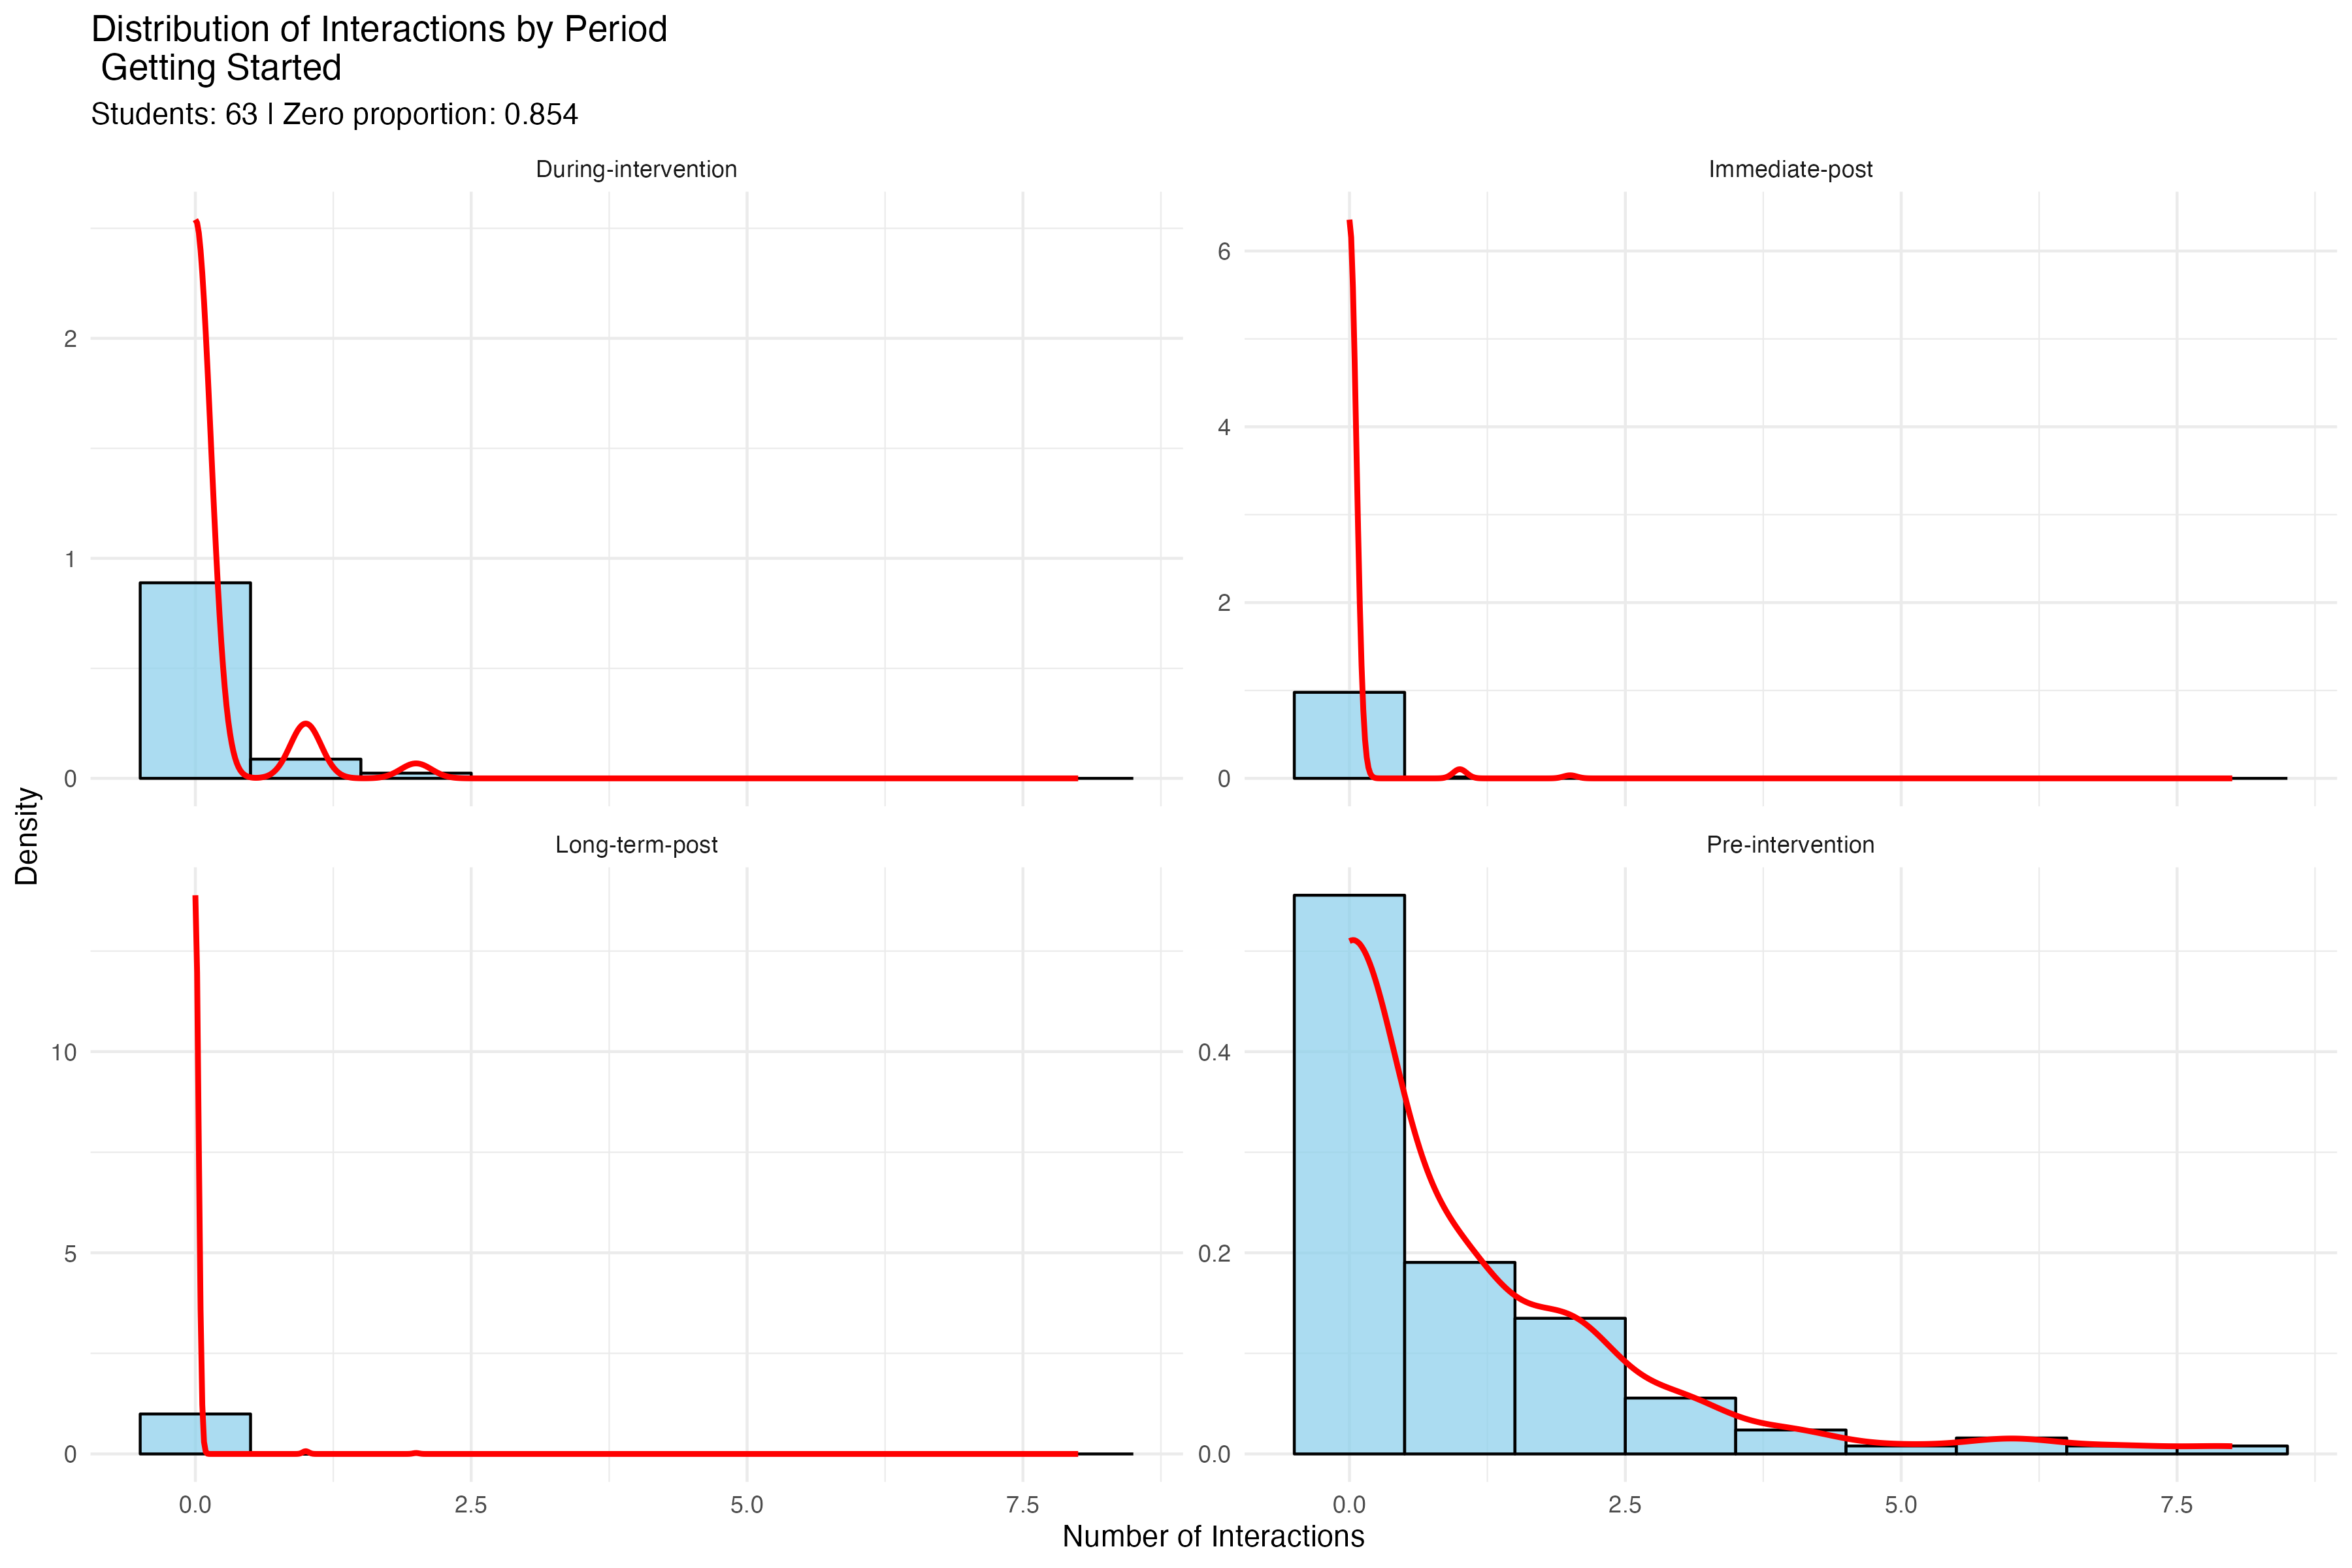 Distribution of Interactions by Period
Getting Started
Students: 63 | Zero proportion: 0.854
During-intervention
Immediate-post
2
1
0
6
4
2
0
Density
Long-term-post
Pre-intervention
10
5
0
0.4
0.2
0.0
0.0 2.5 5.0 7.5
0.0 2.5 5.0 7.5
Number of Interactions